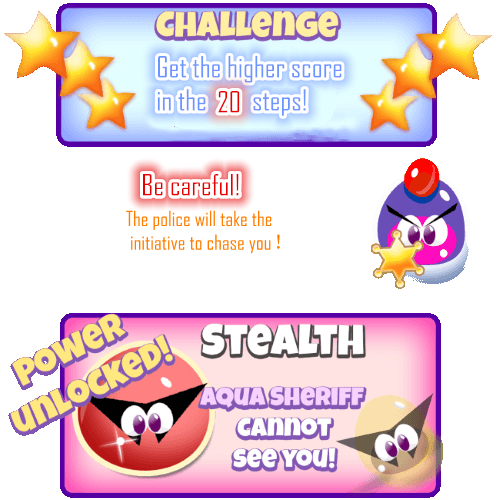 CHALLENGE
Get the higher score
in the 20 steps!
Be careful!
The police will take the
initiative to chase you !
POWER
UNLOCKED!
STEALTH
AQUA SHERIFF
CANNOT
SEE YOU!